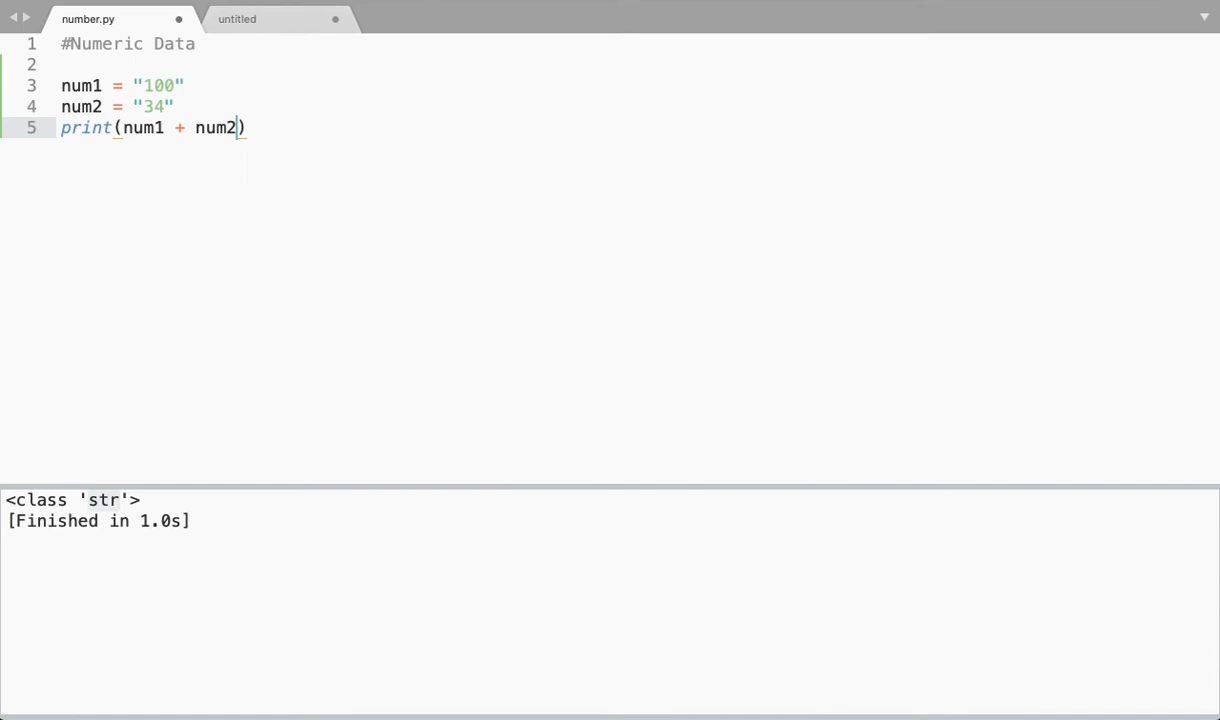 number.py
untitled
1 #Numeric Data
2
3 num1 = "100"
4 num2 = "34"
5 print(num1 + num2)
<class 'str'>
[Finished in 1.0s]